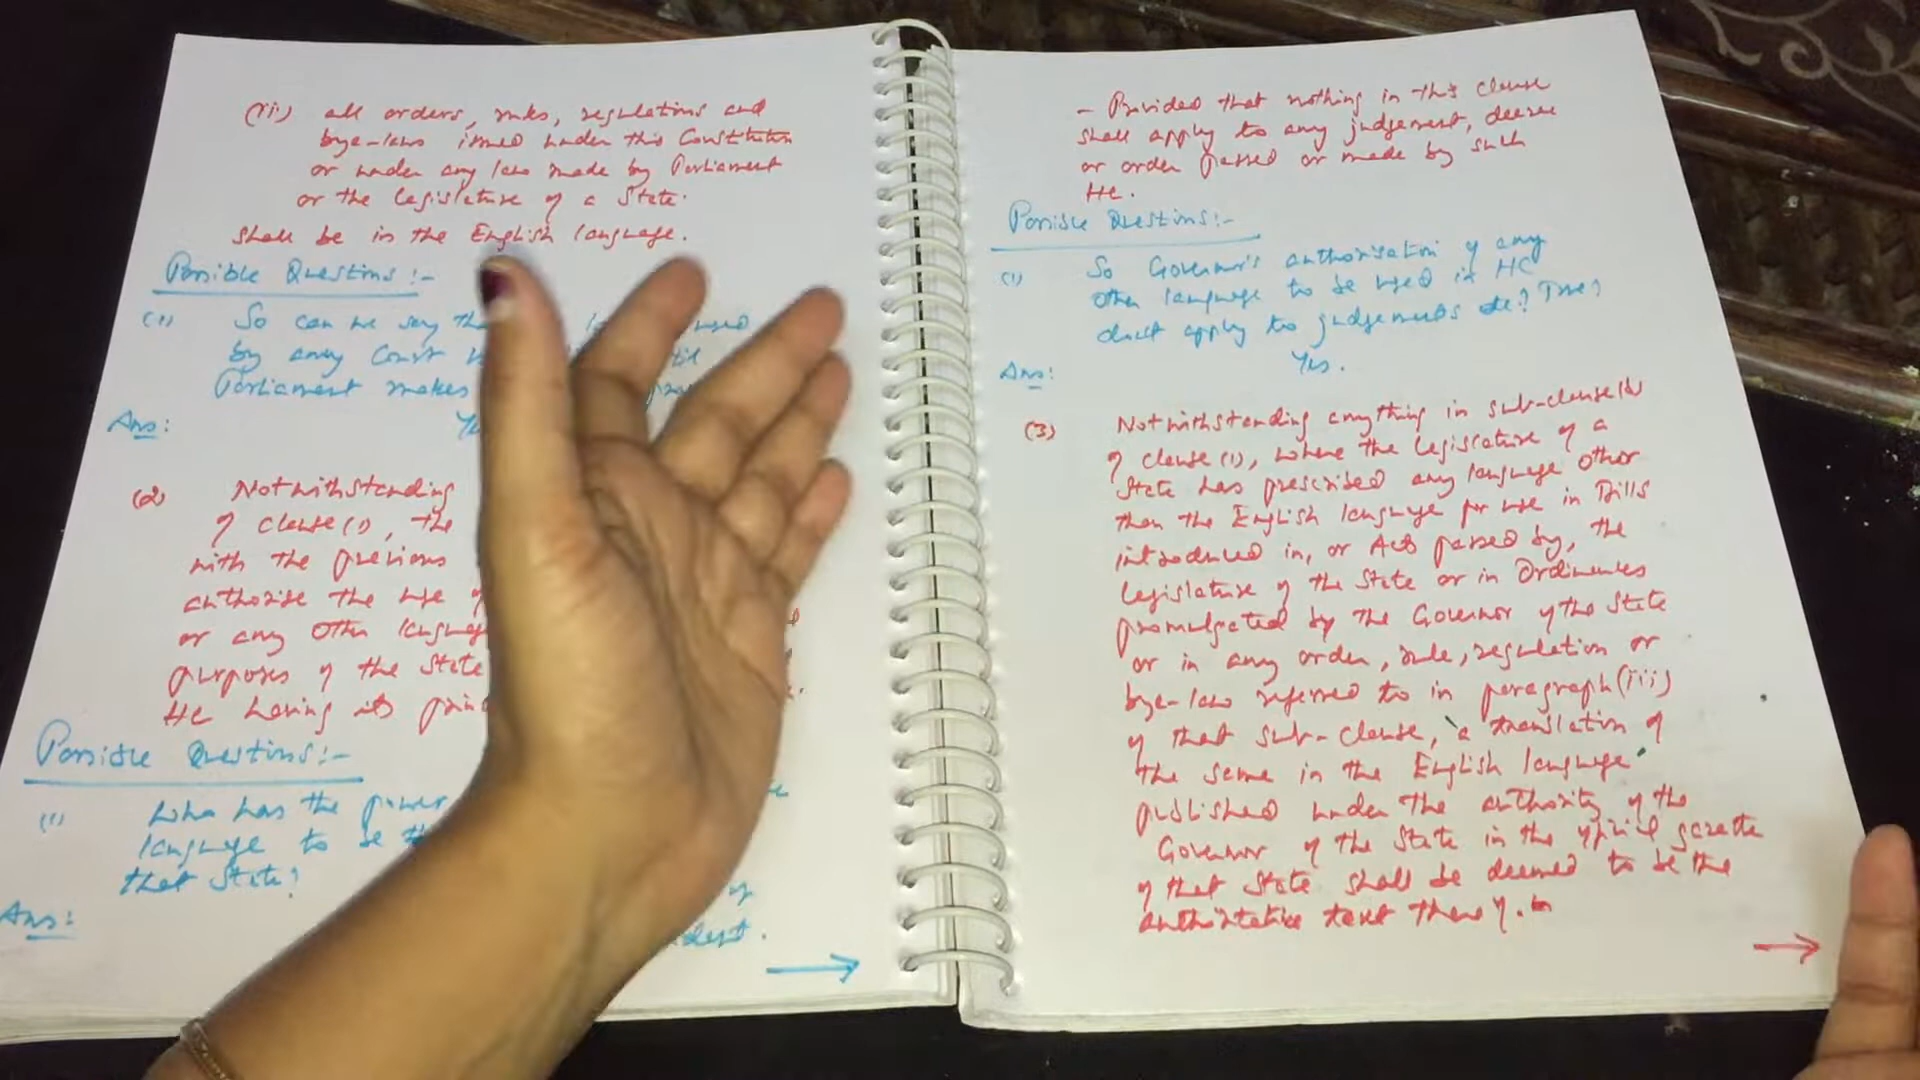 (iii) all orders, rules, regulations and
bye-laws issued under this Constitution
or under any law made by Parliament
or the legislature of a State.
shall be in the English language.
Possible Questions:-
(1) So can we say used
by any Court
Parliament makes
Ans:
(2) Notwithstanding
of clause (1), the
with the previous
authorise the use
or any other language
purposes of the State
HC having its
Possible Questions:-
(1) who has the power
language to be
that State?
Ans:
- Provided that nothing in this clause
shall apply to any judgement, decree
or order passed or made by such
HC.
Possible Questions:-
(1) So Governor's authorisation of any
other language to be used in HC
doesn't apply to judgements etc? True?
Ans: Yes.
(3) Notwithstanding anything in sub-clause (b)
of clause (1), where the legislature of a
State has prescribed any language other
than the English language for use in Bills
introduced in, or Acts passed by, the
legislature of the State or in Ordinances
promulgated by the Governor of the State
or in any order, rule, regulation or
bye-law referred to in paragraph (iii)
of that sub-clause, a translation of
the same in the English language
published under the authority of the
Governor of the State in the official gazette
of that State shall be deemed to be the
authoritative text thereof.